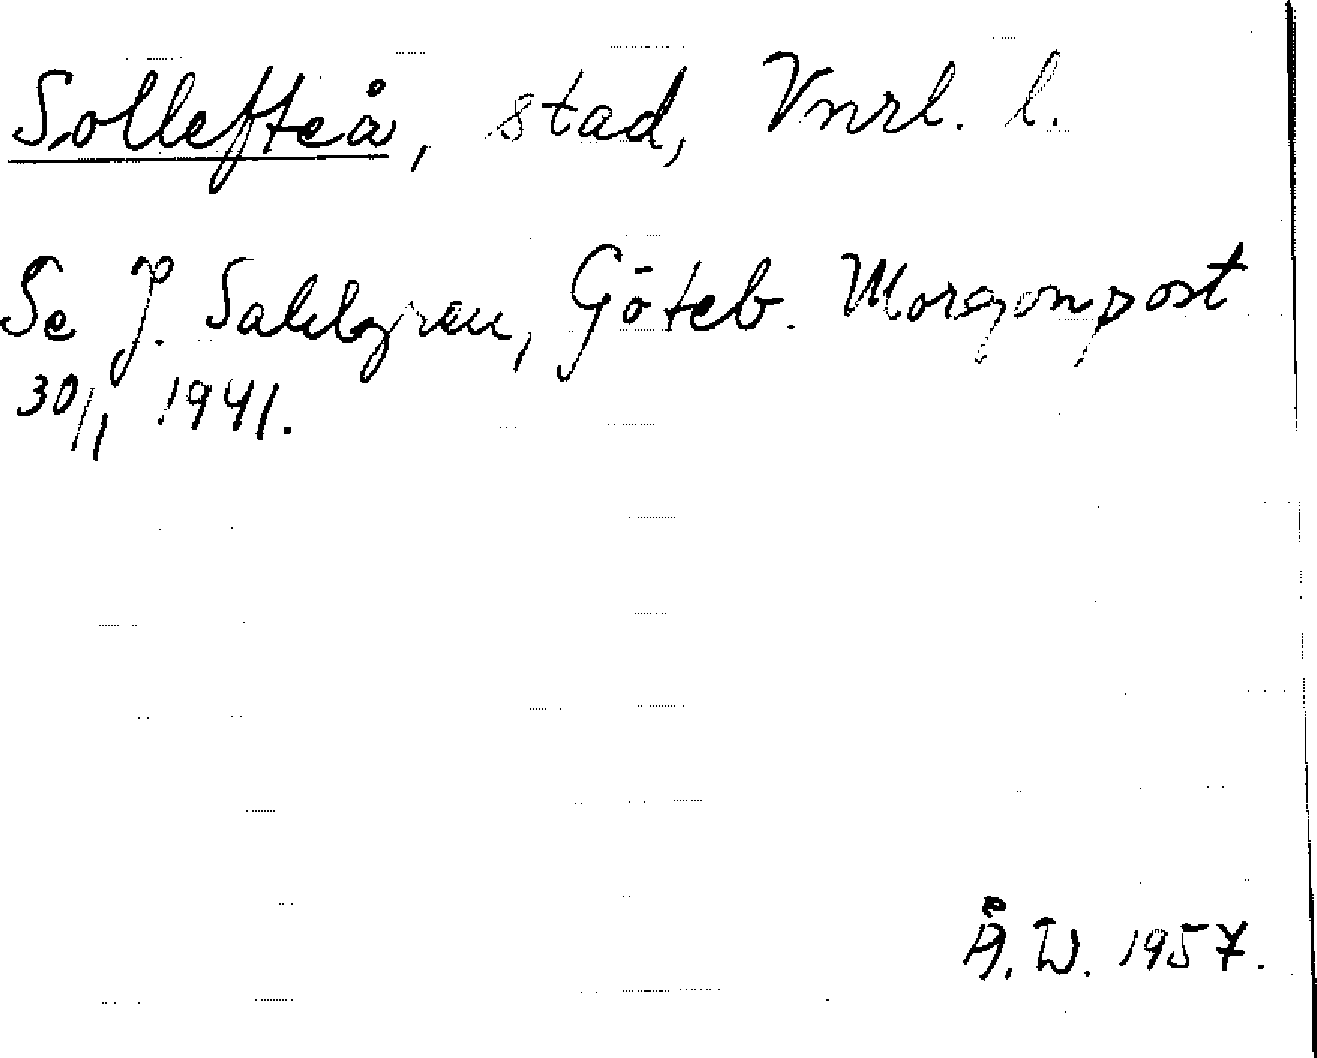 Sollefteå, stad, Vnrl. l.
Se J. Sahlgren, Göteb. Morgonpost
30/1 1941.
Å. W. 1957.